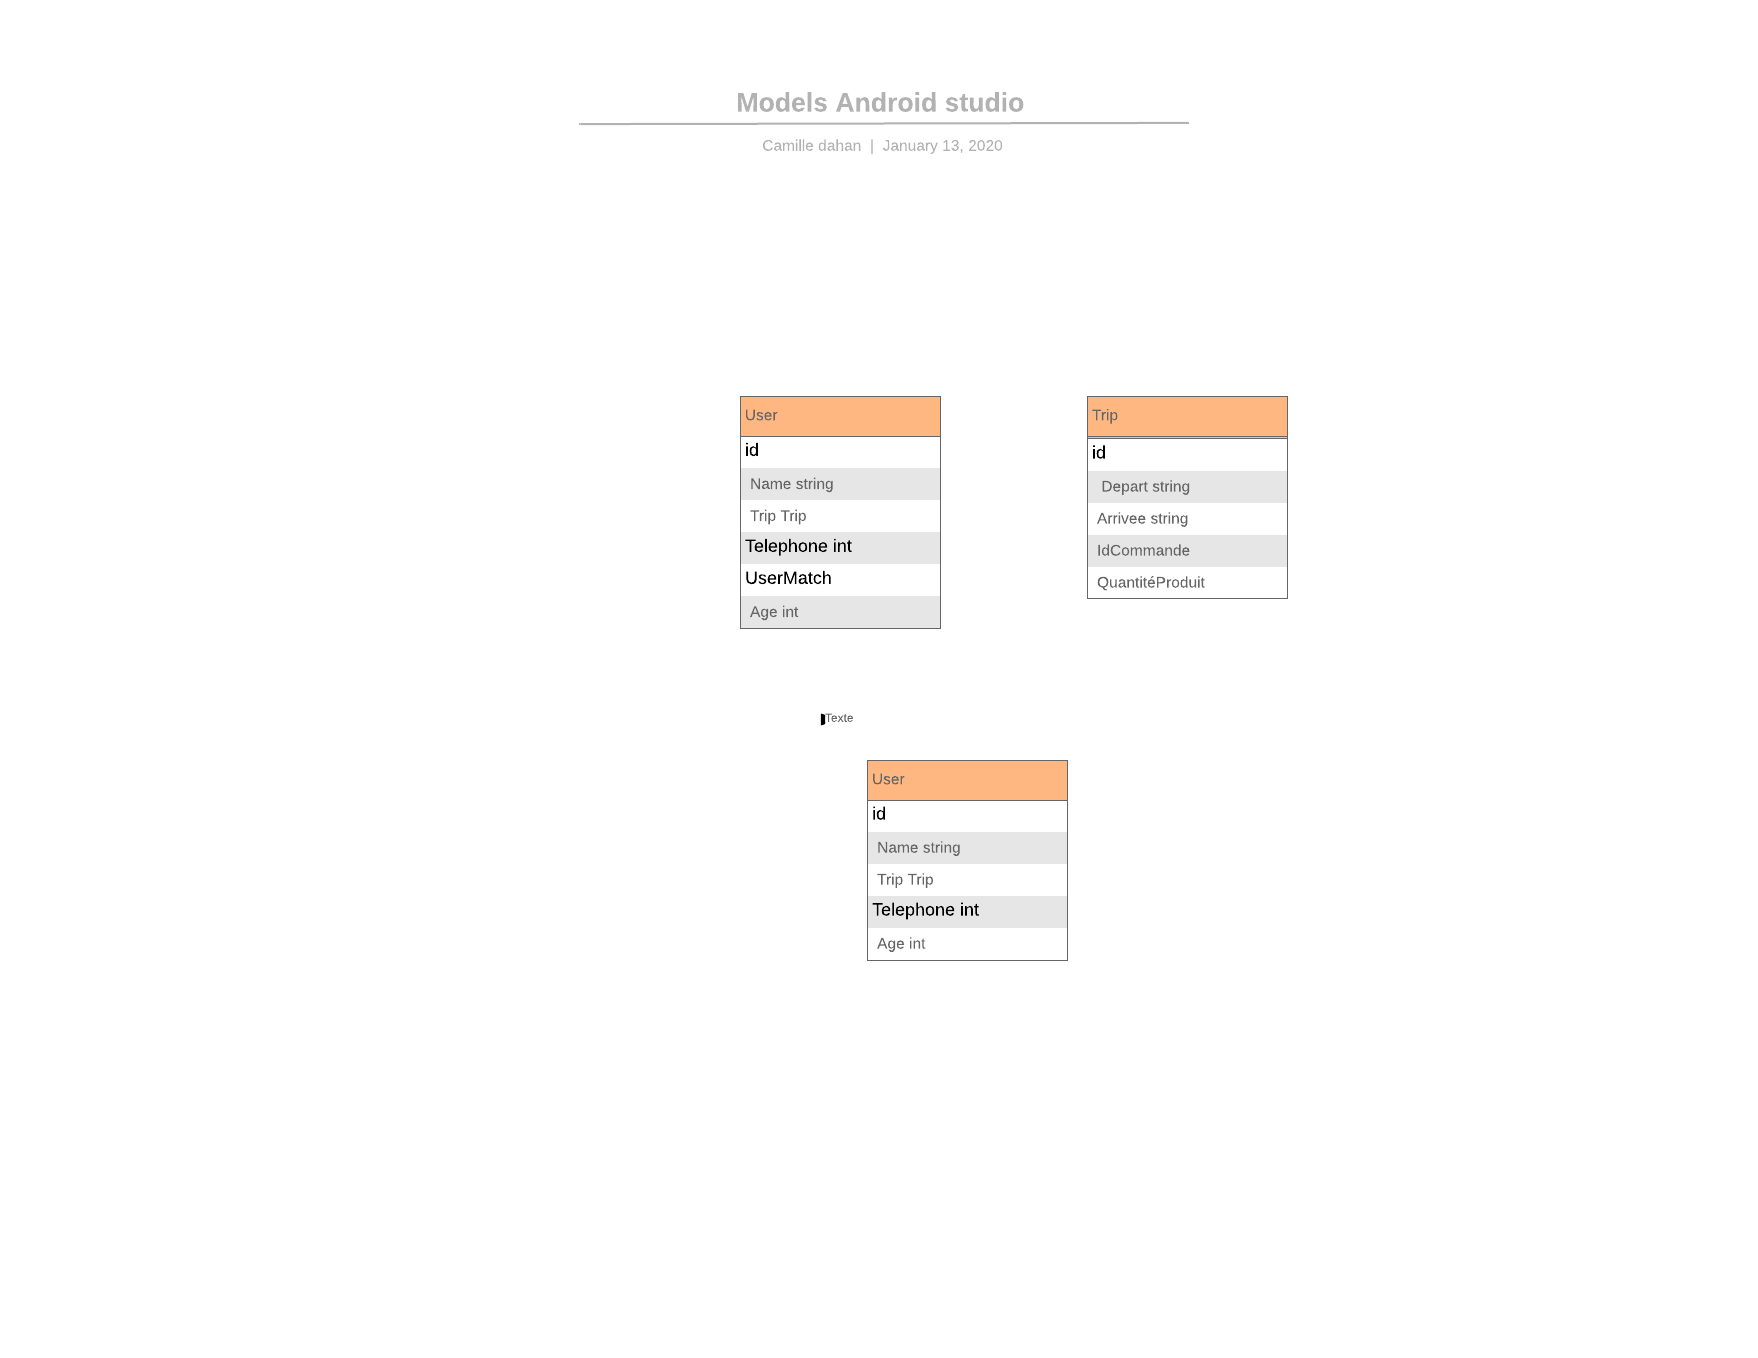 Models Android studio
Camille dahan | January 13, 2020
User
id
Name string
Trip Trip
Telephone int
UserMatch
Age int
Trip
id
Depart string
Arrivee string
IdCommande
QuantitéProduit
Texte
User
id
Name string
Trip Trip
Telephone int
Age int